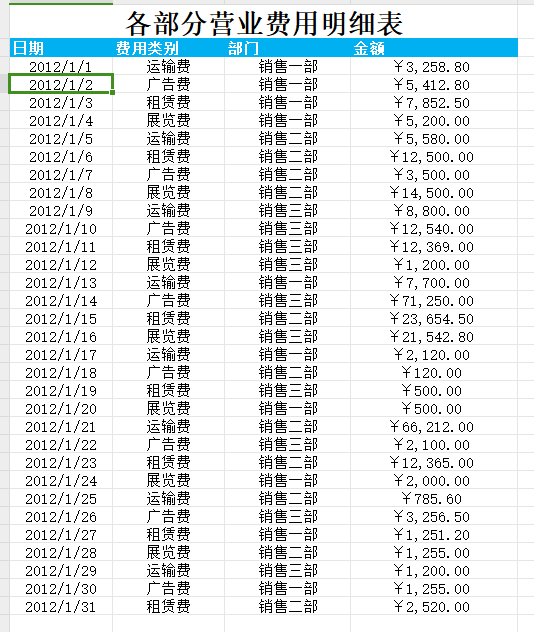 各部分营业费用明细表
日期 费用类别 部门 金额
2012/1/1 运输费 销售一部 ￥3,258.80
2012/1/2 广告费 销售一部 ￥5,412.80
2012/1/3 租赁费 销售一部 ￥7,852.50
2012/1/4 展览费 销售一部 ￥5,200.00
2012/1/5 运输费 销售二部 ￥5,580.00
2012/1/6 租赁费 销售二部 ￥12,500.00
2012/1/7 广告费 销售二部 ￥3,500.00
2012/1/8 展览费 销售二部 ￥14,500.00
2012/1/9 运输费 销售三部 ￥8,800.00
2012/1/10 广告费 销售三部 ￥12,540.00
2012/1/11 租赁费 销售三部 ￥12,369.00
2012/1/12 展览费 销售三部 ￥1,200.00
2012/1/13 运输费 销售一部 ￥7,700.00
2012/1/14 广告费 销售三部 ￥71,250.00
2012/1/15 租赁费 销售二部 ￥23,654.50
2012/1/16 展览费 销售三部 ￥21,542.80
2012/1/17 运输费 销售一部 ￥2,120.00
2012/1/18 广告费 销售二部 ￥120.00
2012/1/19 租赁费 销售三部 ￥500.00
2012/1/20 展览费 销售一部 ￥500.00
2012/1/21 运输费 销售二部 ￥66,212.00
2012/1/22 广告费 销售三部 ￥2,100.00
2012/1/23 租赁费 销售二部 ￥12,365.00
2012/1/24 展览费 销售一部 ￥2,000.00
2012/1/25 运输费 销售二部 ￥785.60
2012/1/26 广告费 销售三部 ￥3,256.50
2012/1/27 租赁费 销售一部 ￥1,251.20
2012/1/28 展览费 销售二部 ￥1,255.00
2012/1/29 运输费 销售三部 ￥1,200.00
2012/1/30 广告费 销售一部 ￥1,255.00
2012/1/31 租赁费 销售二部 ￥2,520.00